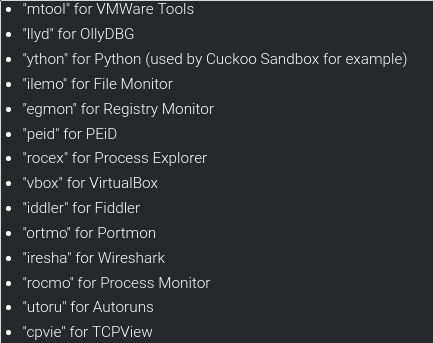 • "mtool" for VMWare Tools
• "llyd" for OllyDBG
• "ython" for Python (used by Cuckoo Sandbox for example)
• "ilemo" for File Monitor
• "egmon" for Registry Monitor
• "peid" for PEiD
• "rocex" for Process Explorer
• "vbox" for VirtualBox
• "iddler" for Fiddler
• "ortmo" for Portmon
• "iresha" for Wireshark
• "rocmo" for Process Monitor
• "utoru" for Autoruns
• "cpvie" for TCPView